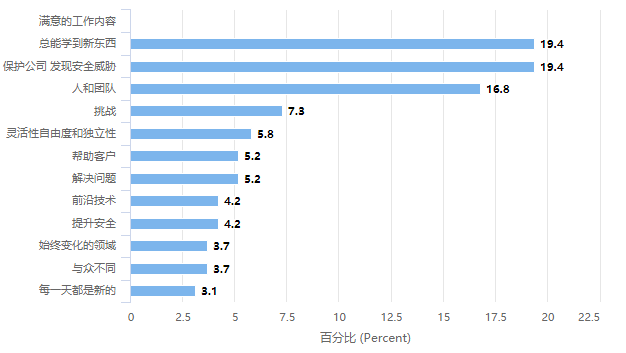 满意的工作内容
总能学到新东西 19.4
保护公司 发现安全威胁 19.4
人和团队 16.8
挑战 7.3
灵活性自由度和独立性 5.8
帮助客户 5.2
解决问题 5.2
前沿技术 4.2
提升安全 4.2
始终变化的领域 3.7
与众不同 3.7
每一天都是新的 3.1
0 2.5 5 7.5 10 12.5 15 17.5 20 22.5
百分比 (Percent)